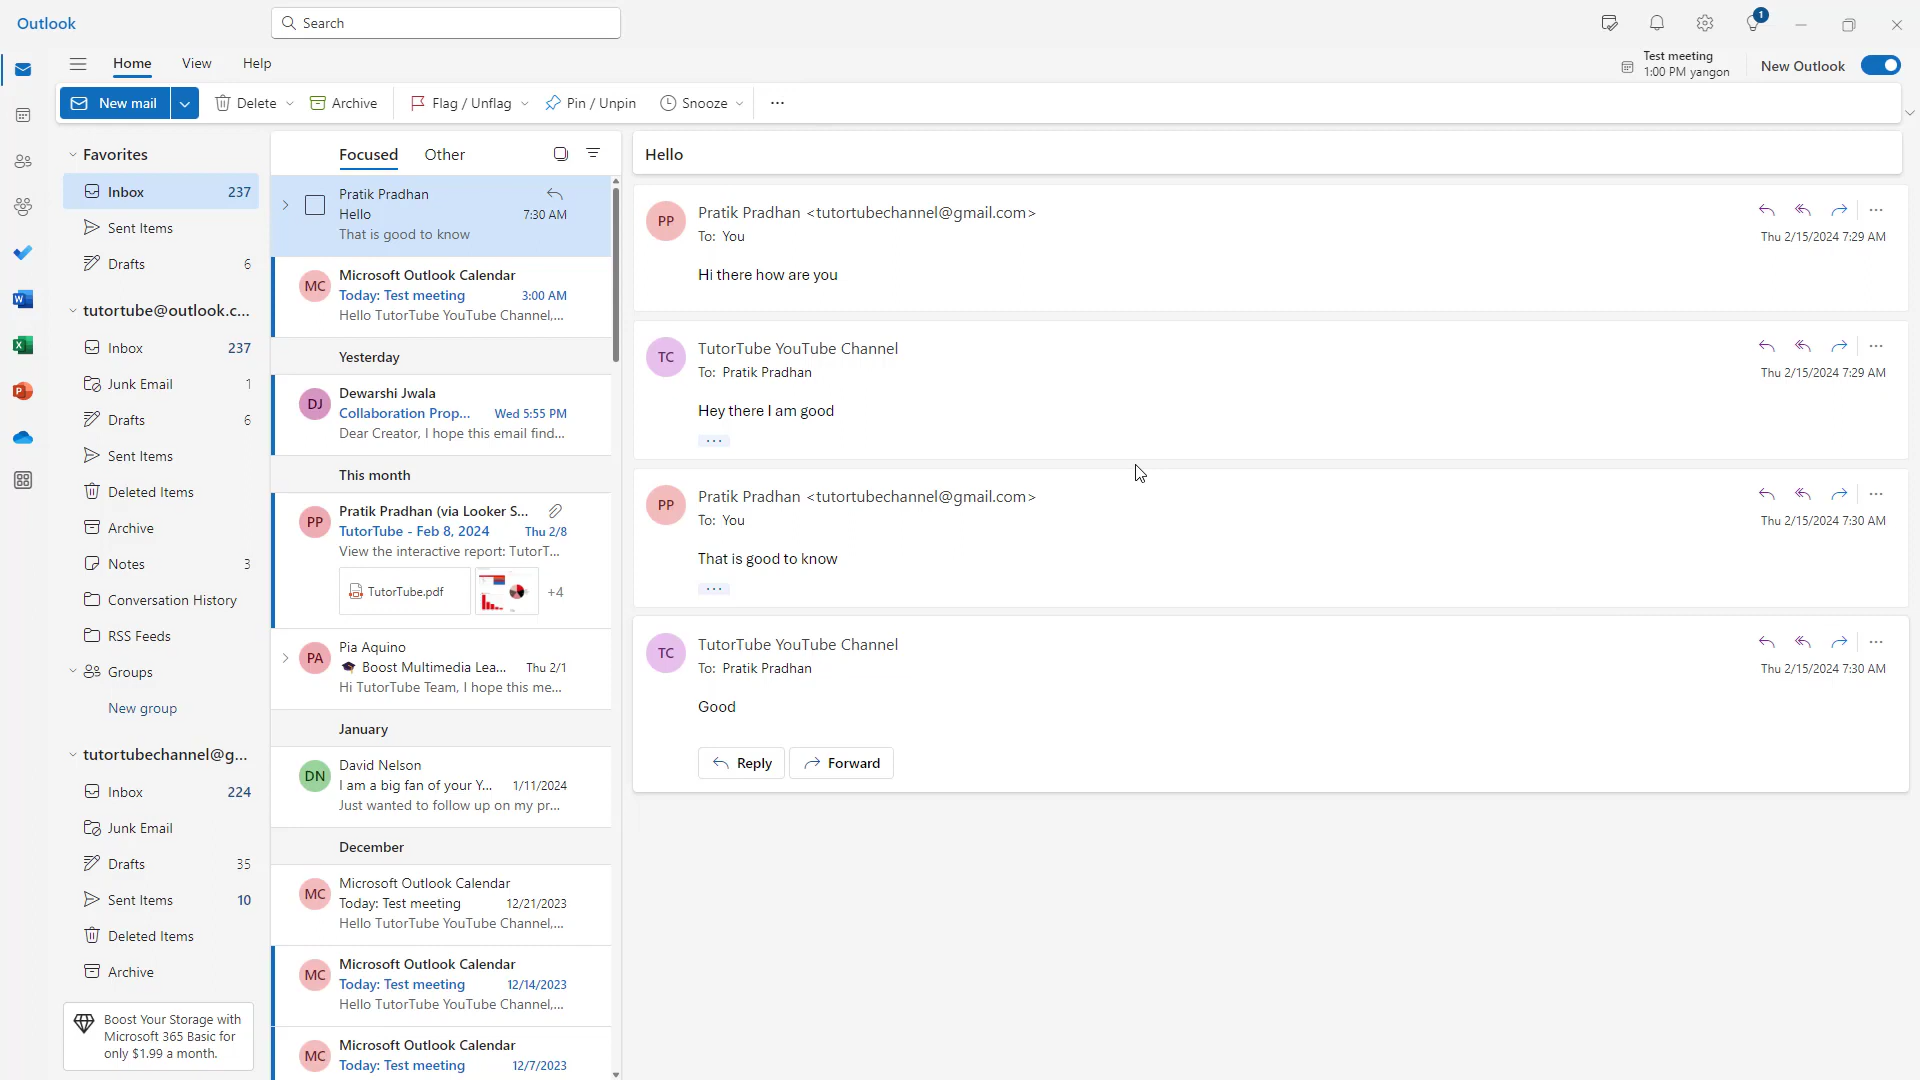 Outlook
Search
1
Home
View
Help
Test meeting
1:00 PM yangon
New Outlook
New mail
Delete
Archive
Flag / Unflag
Pin / Unpin
Snooze
Favorites
Inbox 237
Sent Items
Drafts 6
tutortube@outlook.c...
Inbox 237
Junk Email 1
Drafts 6
Sent Items
Deleted Items
Archive
Notes 3
Conversation History
RSS Feeds
Groups
New group
tutortubechannel@g...
Inbox 224
Junk Email
Drafts 35
Sent Items 10
Deleted Items
Archive
Boost Your Storage with
Microsoft 365 Basic for
only $1.99 a month.
Focused
Other
Pratik Pradhan
Hello 7:30 AM
That is good to know
MC
Microsoft Outlook Calendar
Today: Test meeting 3:00 AM
Hello TutorTube YouTube Channel,...
Yesterday
DJ
Dewarshi Jwala
Collaboration Prop... Wed 5:55 PM
Dear Creator, I hope this email find...
This month
PP
Pratik Pradhan (via Looker S...
TutorTube - Feb 8, 2024 Thu 2/8
View the interactive report: TutorT...
TutorTube.pdf
+4
PA
Pia Aquino
Boost Multimedia Lea... Thu 2/1
Hi TutorTube Team, I hope this me...
January
DN
David Nelson
I am a big fan of your Y... 1/11/2024
Just wanted to follow up on my pr...
December
MC
Microsoft Outlook Calendar
Today: Test meeting 12/21/2023
Hello TutorTube YouTube Channel,...
MC
Microsoft Outlook Calendar
Today: Test meeting 12/14/2023
Hello TutorTube YouTube Channel,...
MC
Microsoft Outlook Calendar
Today: Test meeting 12/7/2023
Hello
PP
Pratik Pradhan <tutortubechannel@gmail.com>
To: You
Thu 2/15/2024 7:29 AM
Hi there how are you
TC
TutorTube YouTube Channel
To: Pratik Pradhan
Thu 2/15/2024 7:29 AM
Hey there I am good
PP
Pratik Pradhan <tutortubechannel@gmail.com>
To: You
Thu 2/15/2024 7:30 AM
That is good to know
TC
TutorTube YouTube Channel
To: Pratik Pradhan
Thu 2/15/2024 7:30 AM
Good
Reply
Forward